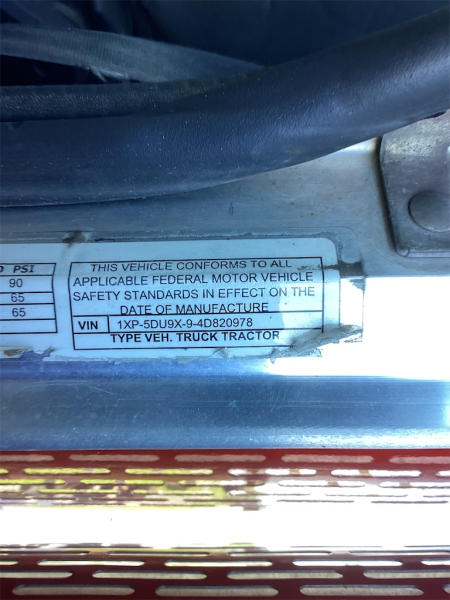 D PSI
90
65
65
THIS VEHICLE CONFORMS TO ALL
APPLICABLE FEDERAL MOTOR VEHICLE
SAFETY STANDARDS IN EFFECT ON THE
DATE OF MANUFACTURE
VIN 1XP-5DU9X-9-4D820978
TYPE VEH. TRUCK TRACTOR